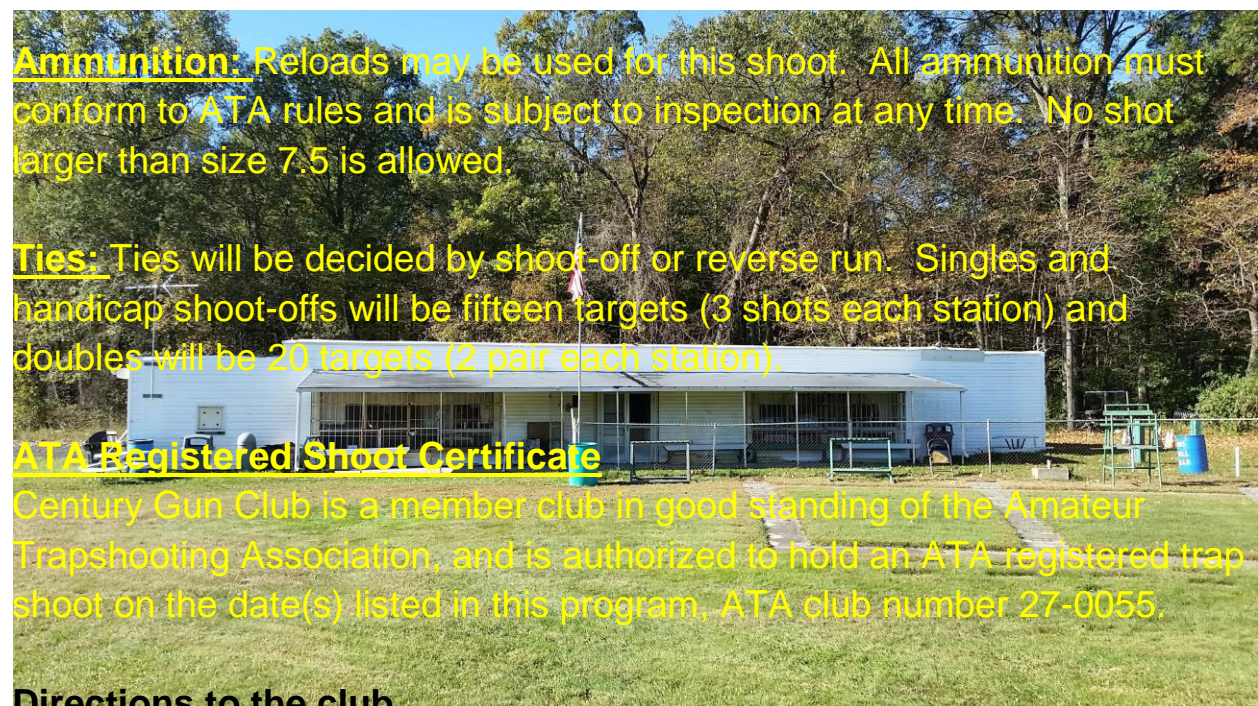 Ammunition: Reloads may be used for this shoot.  All ammunition must
conform to ATA rules and is subject to inspection at any time.  No shot
larger than size 7.5 is allowed.
Ties: Ties will be decided by shoot-off or reverse run.  Singles and
handicap shoot-offs will be fifteen targets (3 shots each station) and
doubles will be 20 targets (2 pair each station).
ATA Registered Shoot Certificate
Century Gun Club is a member club in good standing of the Amateur
Trapshooting Association, and is authorized to hold an ATA registered trap
shoot on the date(s) listed in this program, ATA club number 27-0055.
Directions to the club